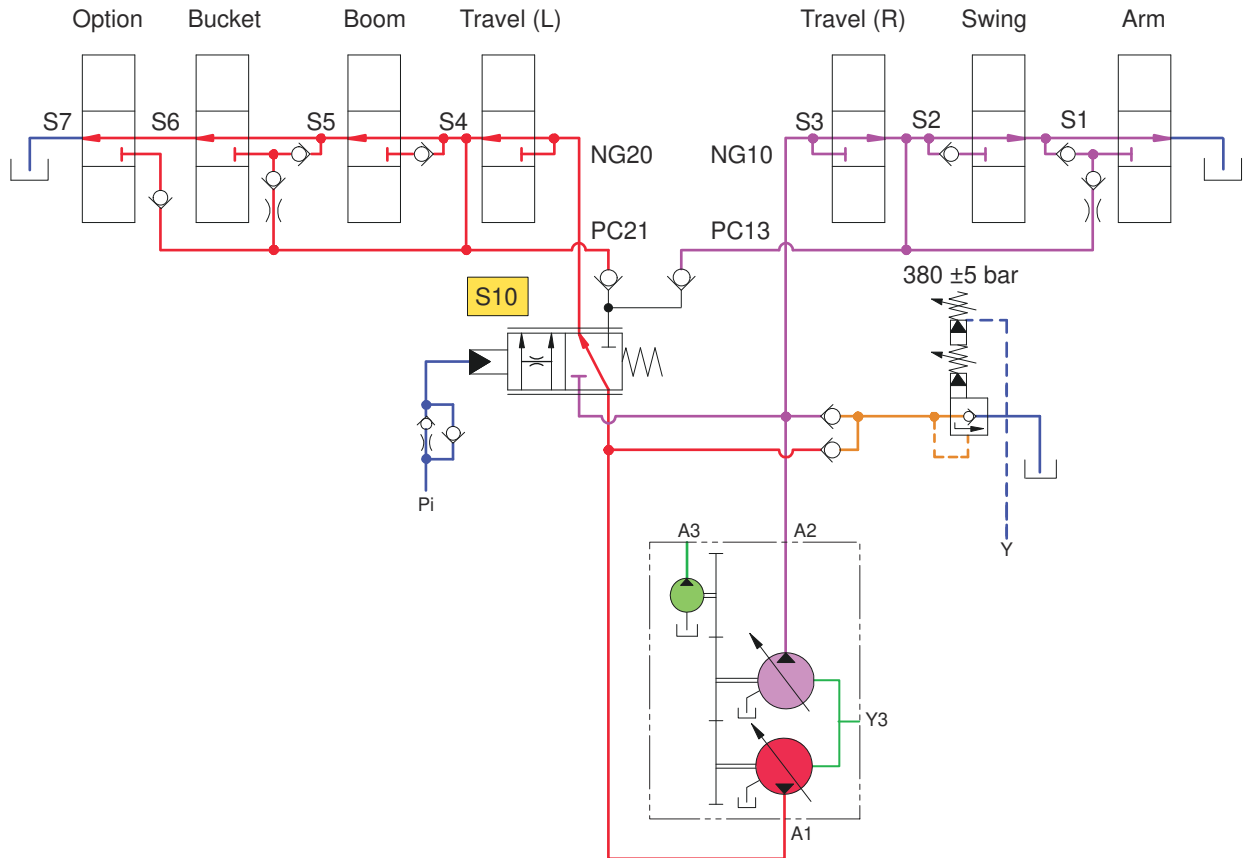 Option Bucket Boom Travel (L) Travel (R) Swing Arm
S7 S6 S5 S4 S3 S2 S1
NG20 NG10
PC21 PC13
380 ±5 bar
S10
Pi
A3 A2 Y
Y3
A1